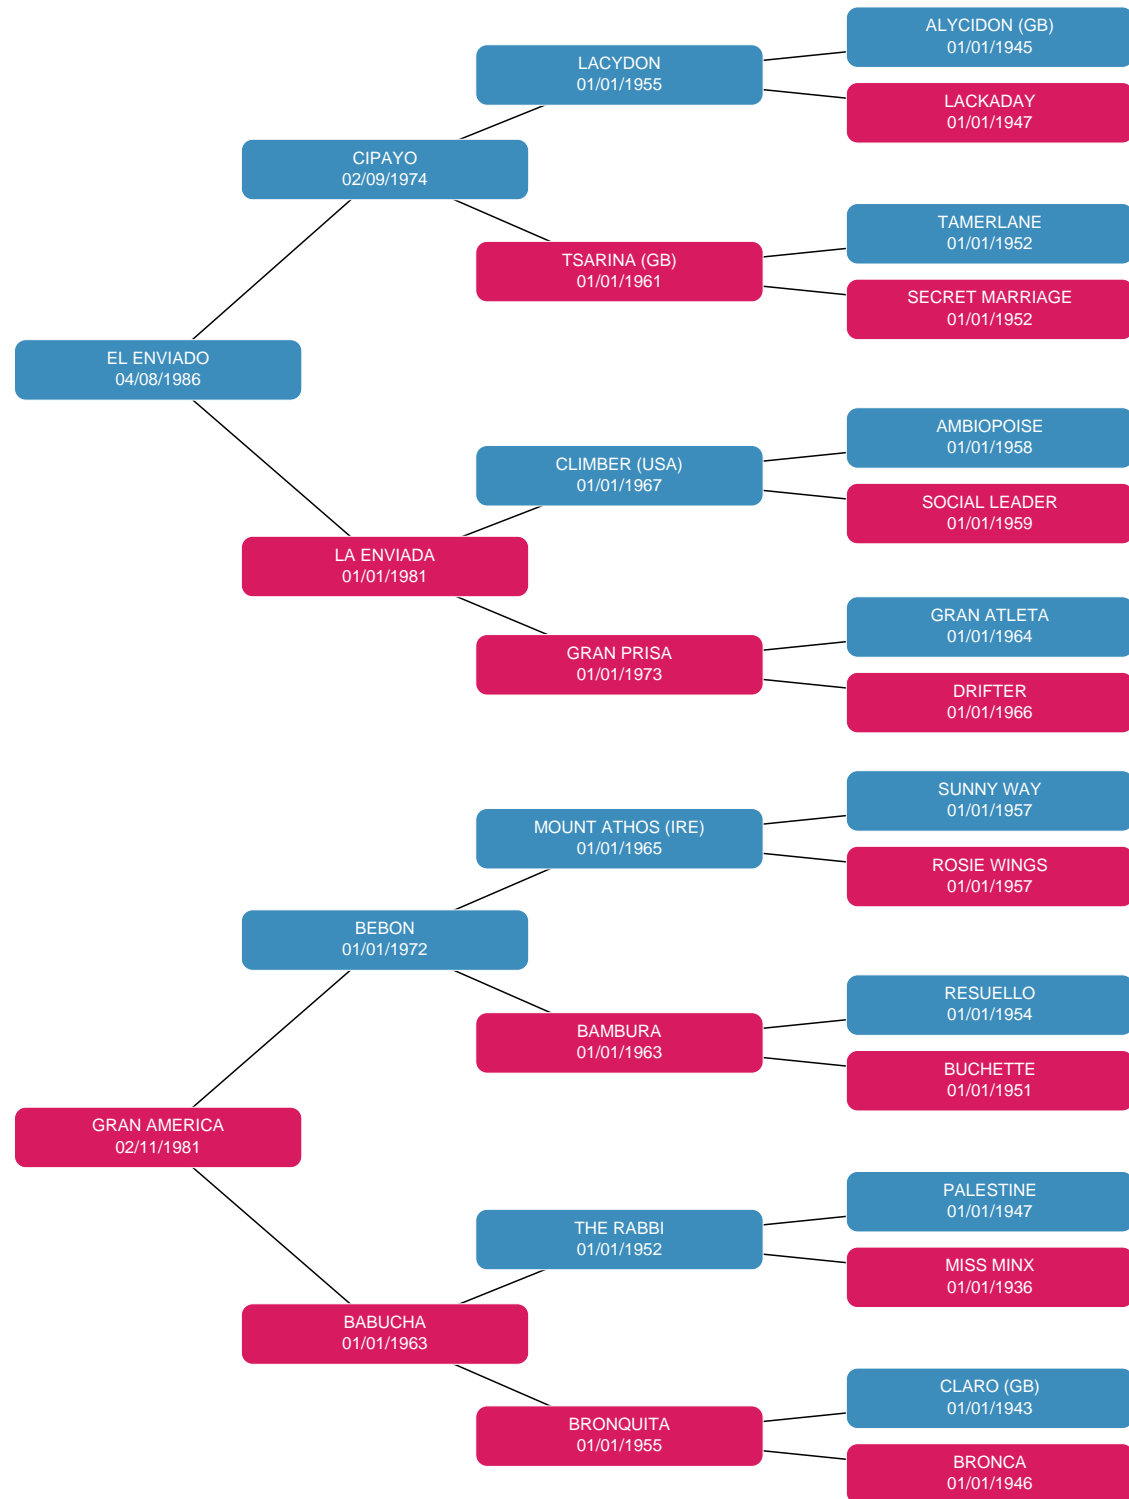 ALYCIDON (GB)
01/01/1945
LACYDON
01/01/1955
LACKADAY
01/01/1947
CIPAYO
02/09/1974
TAMERLANE
01/01/1952
TSARINA (GB)
01/01/1961
SECRET MARRIAGE
01/01/1952
EL ENVIADO
04/08/1986
AMBIOPOISE
01/01/1958
CLIMBER (USA)
01/01/1967
SOCIAL LEADER
01/01/1959
LA ENVIADA
01/01/1981
GRAN ATLETA
01/01/1964
GRAN PRISA
01/01/1973
DRIFTER
01/01/1966
SUNNY WAY
01/01/1957
MOUNT ATHOS (IRE)
01/01/1965
ROSIE WINGS
01/01/1957
BEBON
01/01/1972
RESUELLO
01/01/1954
BAMBURA
01/01/1963
BUCHETTE
01/01/1951
GRAN AMERICA
02/11/1981
PALESTINE
01/01/1947
THE RABBI
01/01/1952
MISS MINX
01/01/1936
BABUCHA
01/01/1963
CLARO (GB)
01/01/1943
BRONQUITA
01/01/1955
BRONCA
01/01/1946